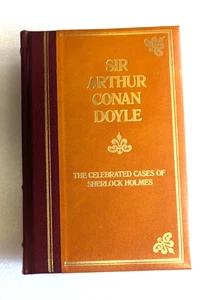 SIR
ARTHUR
CONAN
DOYLE
THE CELEBRATED CASES OF
SHERLOCK HOLMES